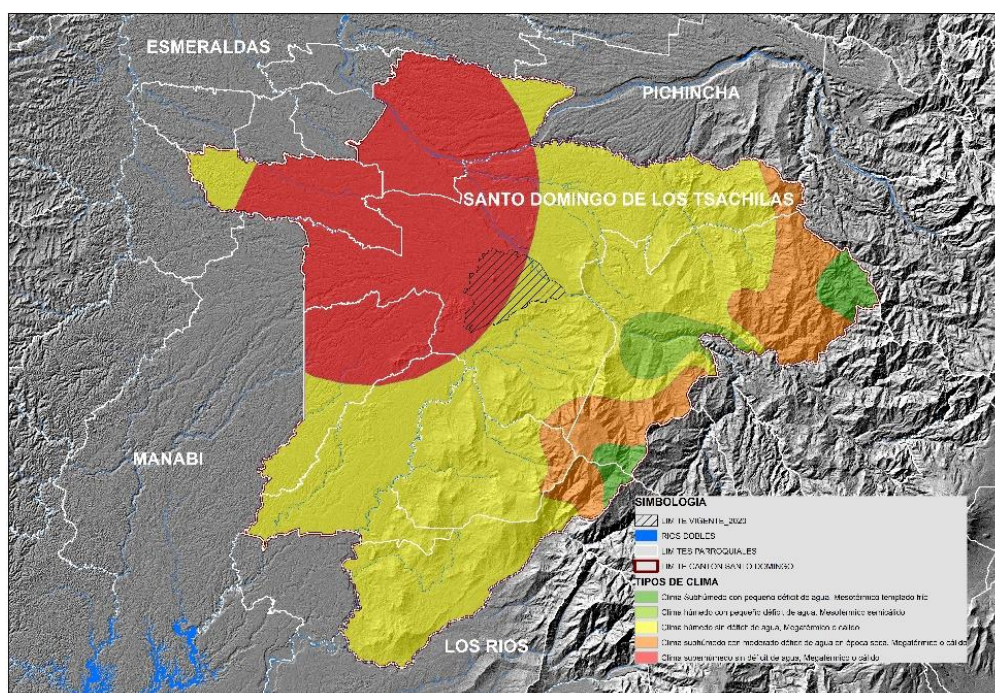 ESMERALDAS
PICHINCHA
SANTO DOMINGO DE LOS TSACHILAS
MANABI
LOS RIOS
SIMBOLOGIA
LIMITE VIGENTE_2023
RIOS DOBLES
LIMITES PARROQUIALES
LIMITE CANTON SANTO DOMINGO
TIPOS DE CLIMA
Clima Subhúmedo con pequeño déficit de agua, Mesotérmico templado frío
Clima húmedo con pequeño déficit de agua, Mesotérmico semicálido
Clima húmedo sin déficit de agua, Megatérmico o cálido
Clima subhúmedo con moderado déficit de agua en época seca, Megatérmico o cálido
Clima superhúmedo sin déficit de agua, Megatérmico o cálido